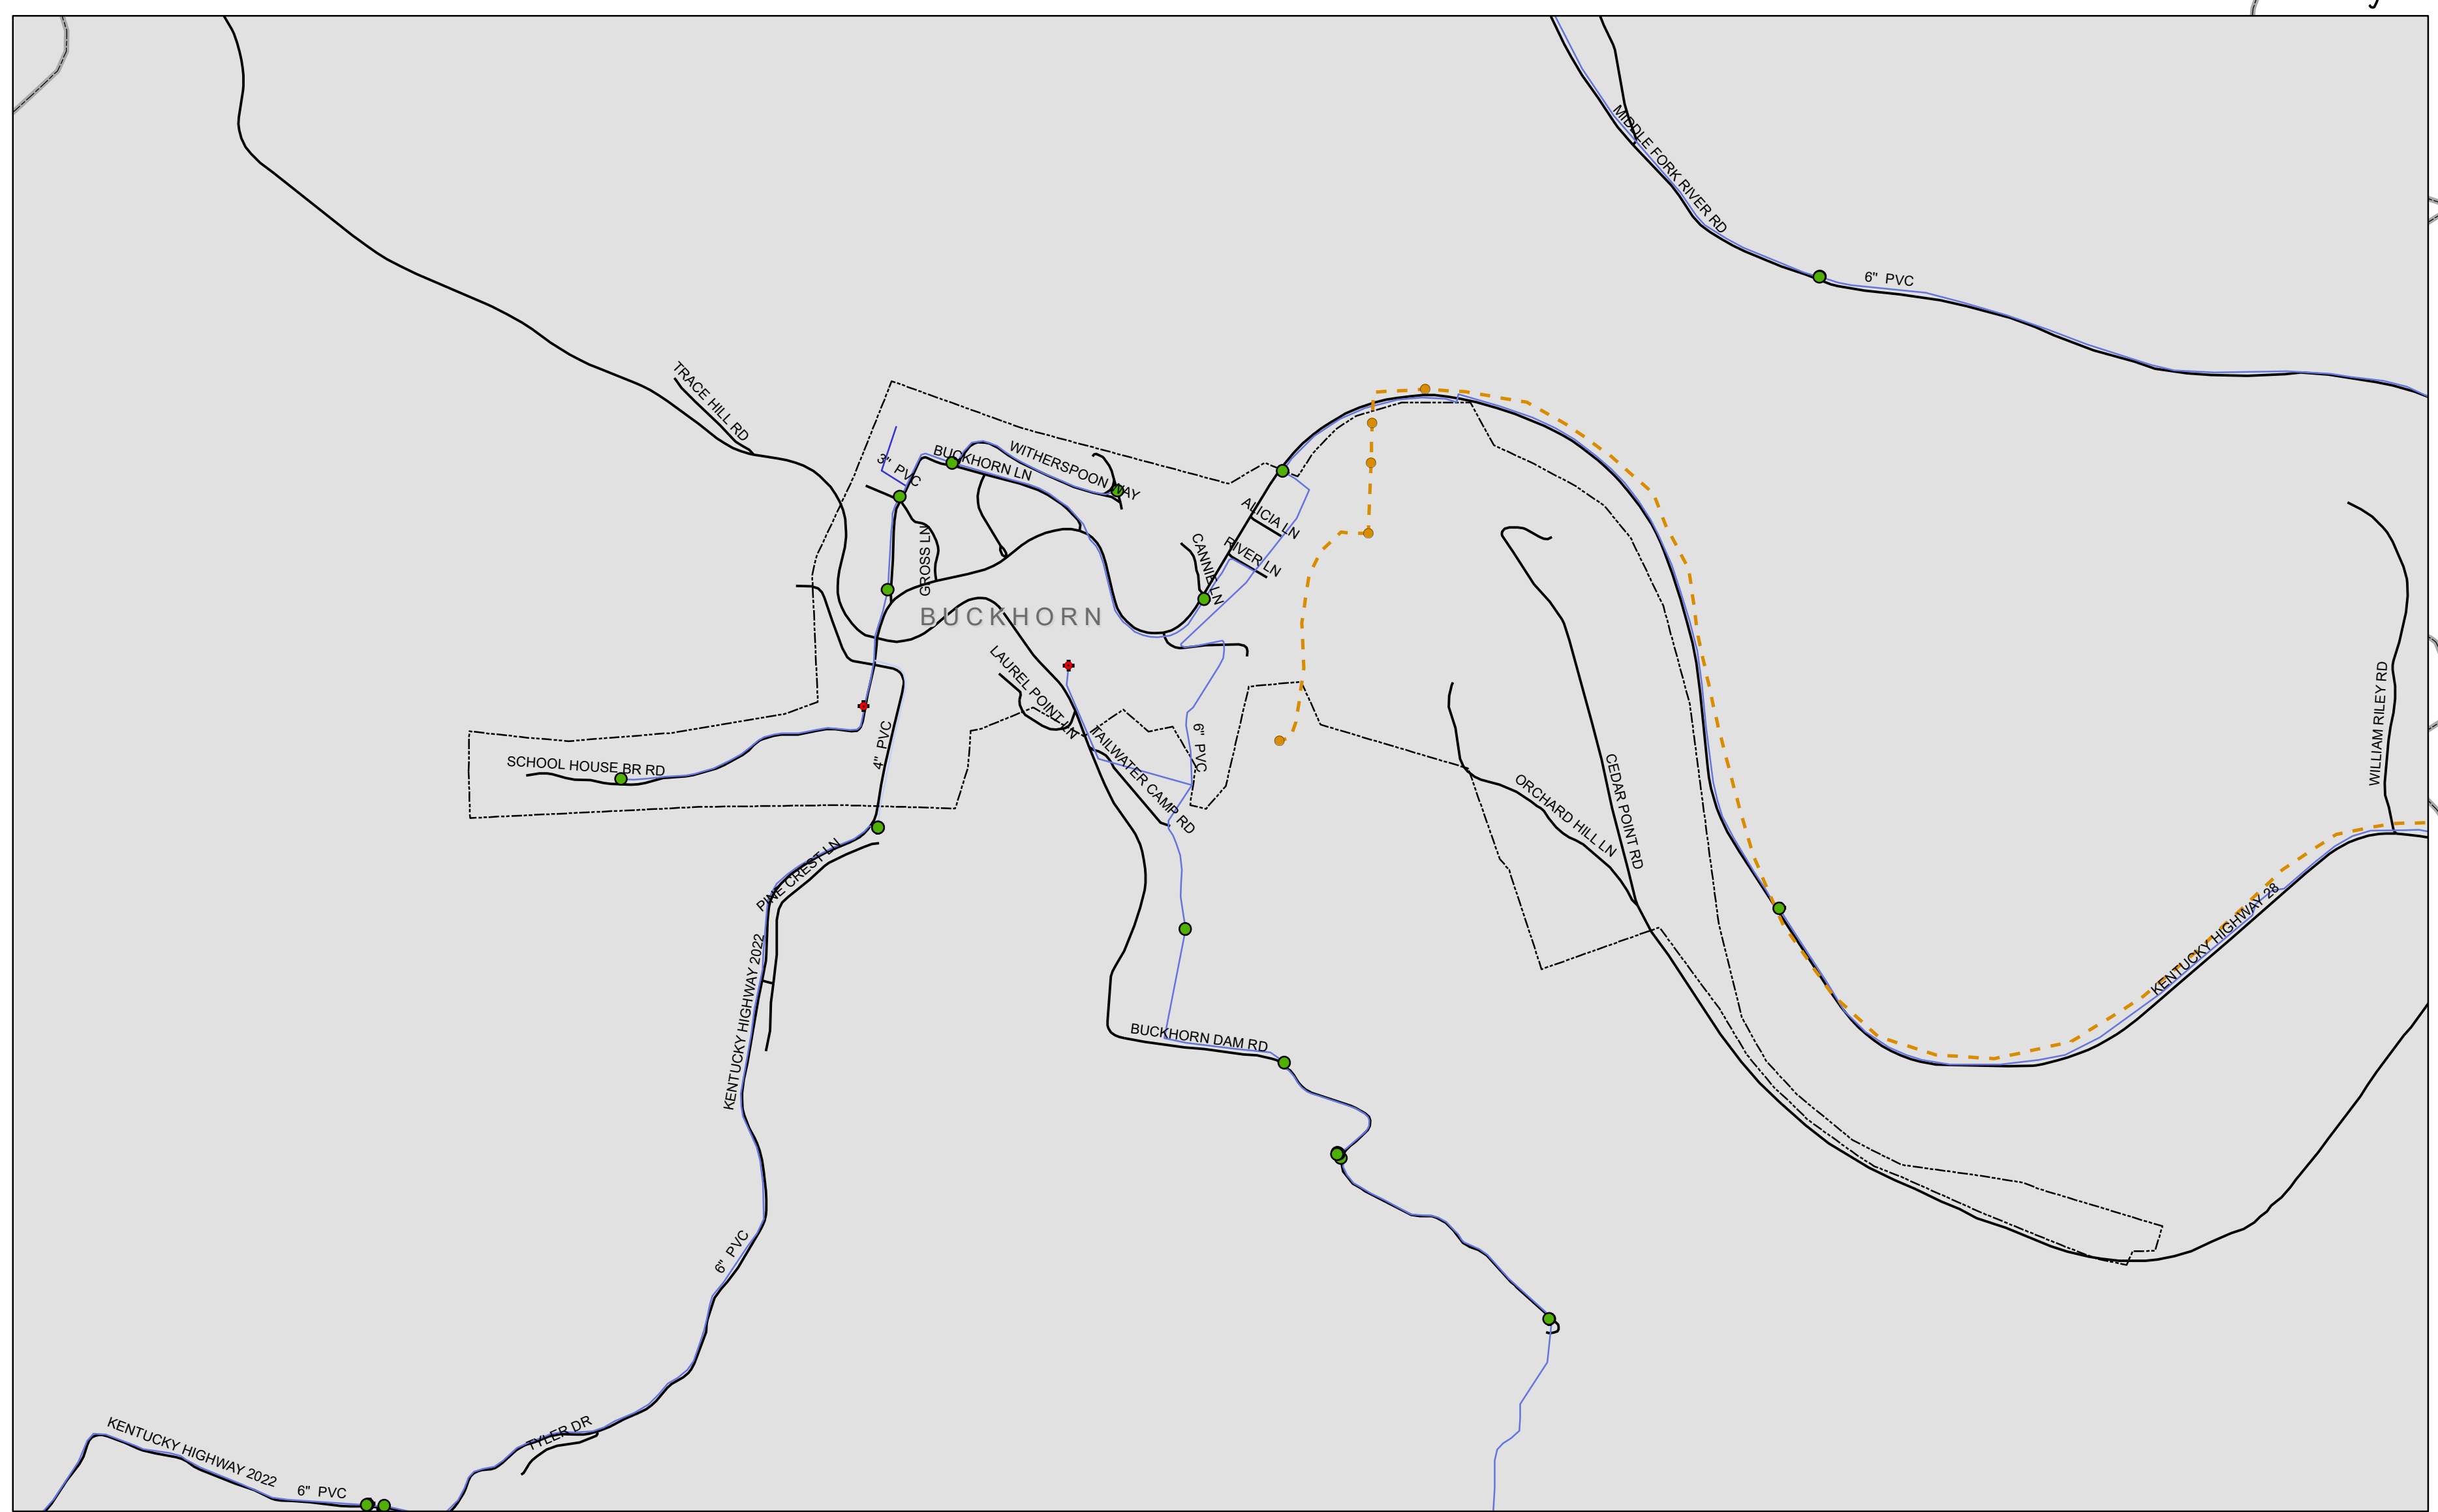 MIDDLE FORK RIVER RD
6" PVC
TRACE HILL RD
3" PVC
BUCKHORN LN
WITHERSPOON WAY
ALICIA LN
RIVER LN
CANNIE LN
GROSS LN
BUCKHORN
LAUREL POINT LN
TAILWATER CAMP RD
6" PVC
4" PVC
SCHOOL HOUSE BR RD
PINE CREST LN
ORCHARD HILL LN
CEDAR POINT RD
WILLIAM RILEY RD
KENTUCKY HIGHWAY 28
KENTUCKY HIGHWAY 2022
BUCKHORN DAM RD
6" PVC
TYLER DR
KENTUCKY HIGHWAY 2022
6" PVC